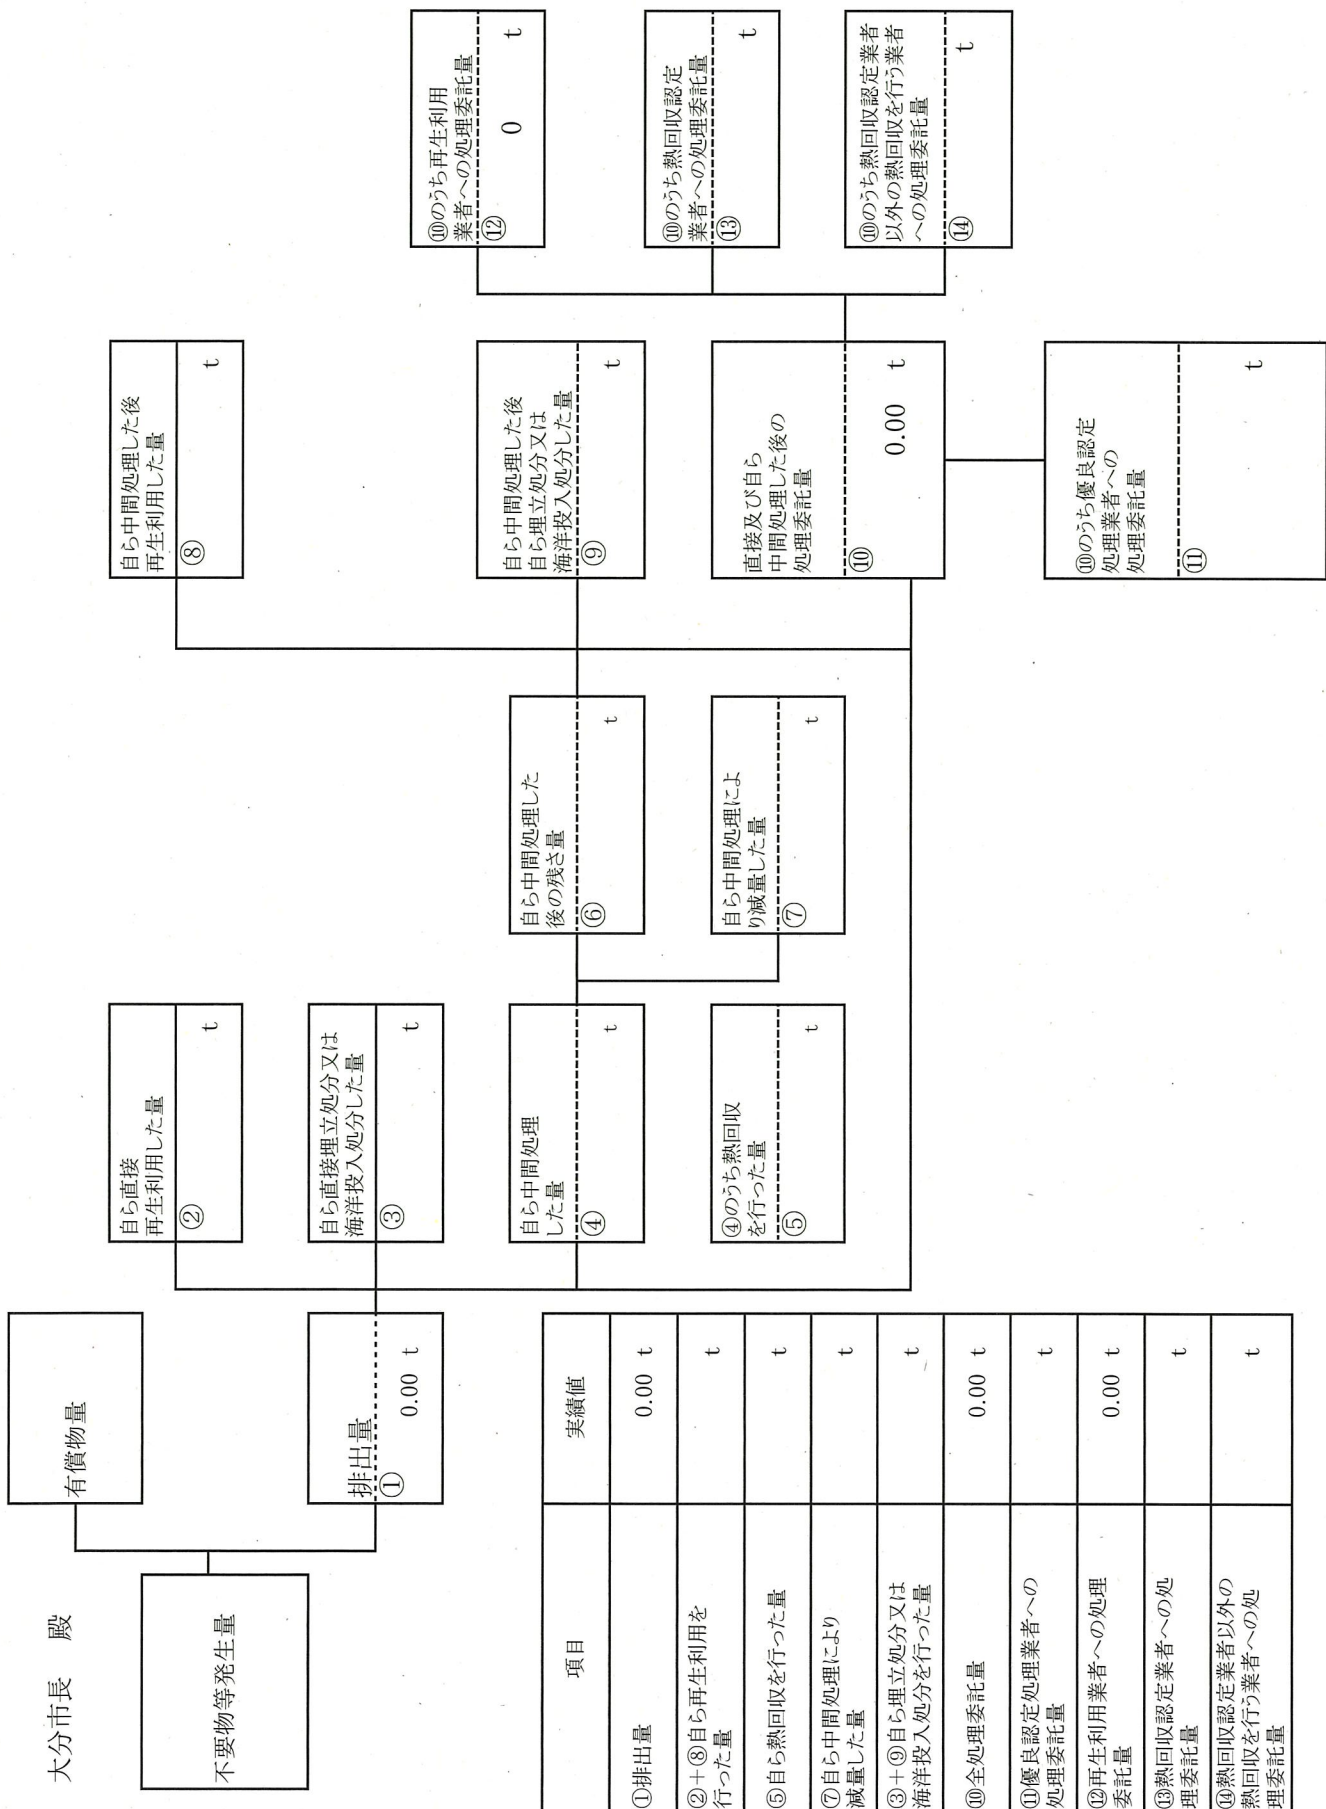 大分市長 殿
不要物等発生量
有償物量
排出量
①
0.00 t
自ら直接
再生利用した量
②
t
自ら直接埋立処分又は
海洋投入処分した量
③
t
自ら中間処理
した量
④
t
④のうち熱回収
を行った量
⑤
t
自ら中間処理した
後の残さ量
⑥
t
自ら中間処理によ
り減量した量
⑦
t
自ら中間処理した後
再生利用した量
⑧
t
自ら中間処理した後
自ら埋立処分又は
海洋投入処分した量
⑨
t
直接及び自ら
中間処理した後の
処理委託量
⑩
0.00 t
⑩のうち優良認定
処理業者への
処理委託量
⑪
t
⑩のうち再生利用
業者への処理委託量
⑫
0 t
⑩のうち熱回収認定
業者への処理委託量
⑬
t
⑩のうち熱回収認定業者
以外の熱回収を行う業者
への処理委託量
⑭
t
項目 実績値
①排出量 0.00 t
②+⑧自ら再生利用を
行った量 t
⑤自ら熱回収を行った量 t
⑦自ら中間処理により
減量した量 t
③+⑨自ら埋立処分又は
海洋投入処分を行った量 t
⑩全処理委託量 0.00 t
⑪優良認定処理業者への
処理委託量 t
⑫再生利用業者への処理
委託量 0.00 t
⑬熱回収認定業者への処
理委託量 t
⑭熱回収認定業者以外の
熱回収を行う業者への処
理委託量 t